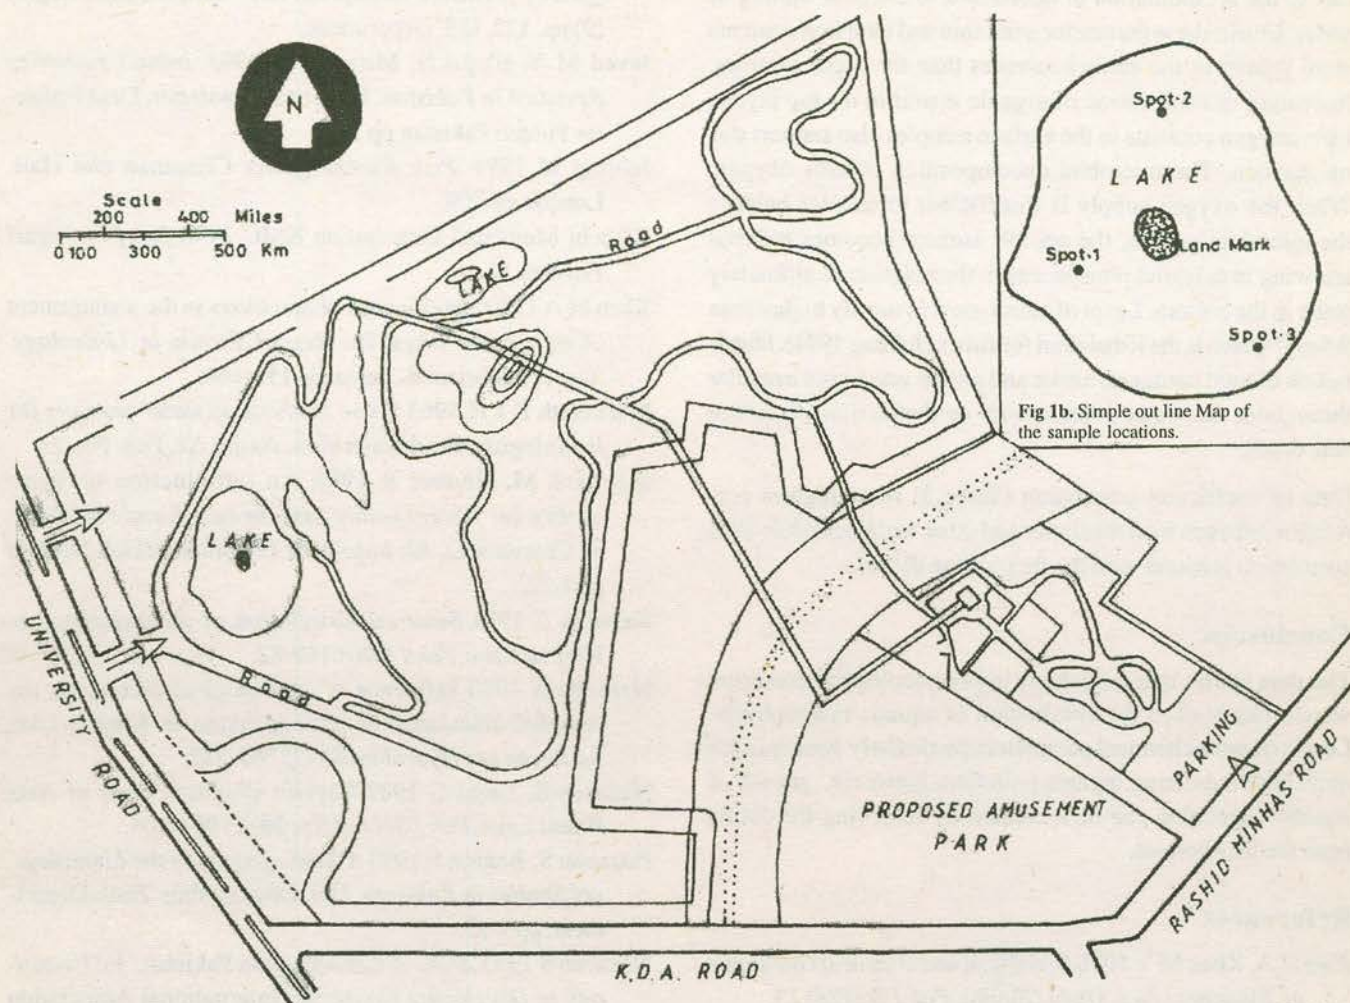 N
Scale
200 400 Miles
0 100 300 500 Km
Road
LAKE
LAKE
Bind
UNIVERSITY ROAD
PROPOSED AMUSEMENT
PARK
PARKING
RASHID MINHAS ROAD
K.D.A. ROAD
Spot-2
LAKE
Land Mark
Spot-1
Spot-3
Fig 1b. Simple out line Map of
the sample locations.